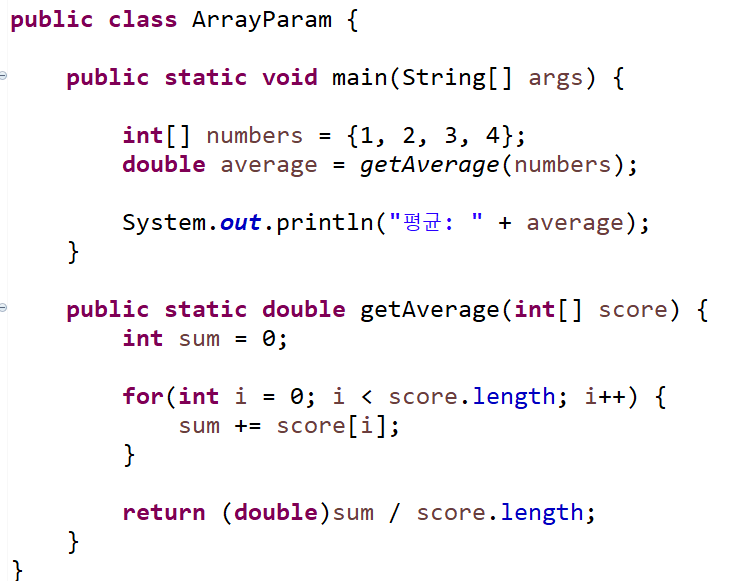 public class ArrayParam {
public static void main(String[] args) {
int[] numbers = {1, 2, 3, 4};
double average = getAverage(numbers);
System.out.println("평균: " + average);
}
public static double getAverage(int[] score) {
int sum = 0;
for(int i = 0; i < score.length; i++) {
sum += score[i];
}
return (double)sum / score.length;
}
}